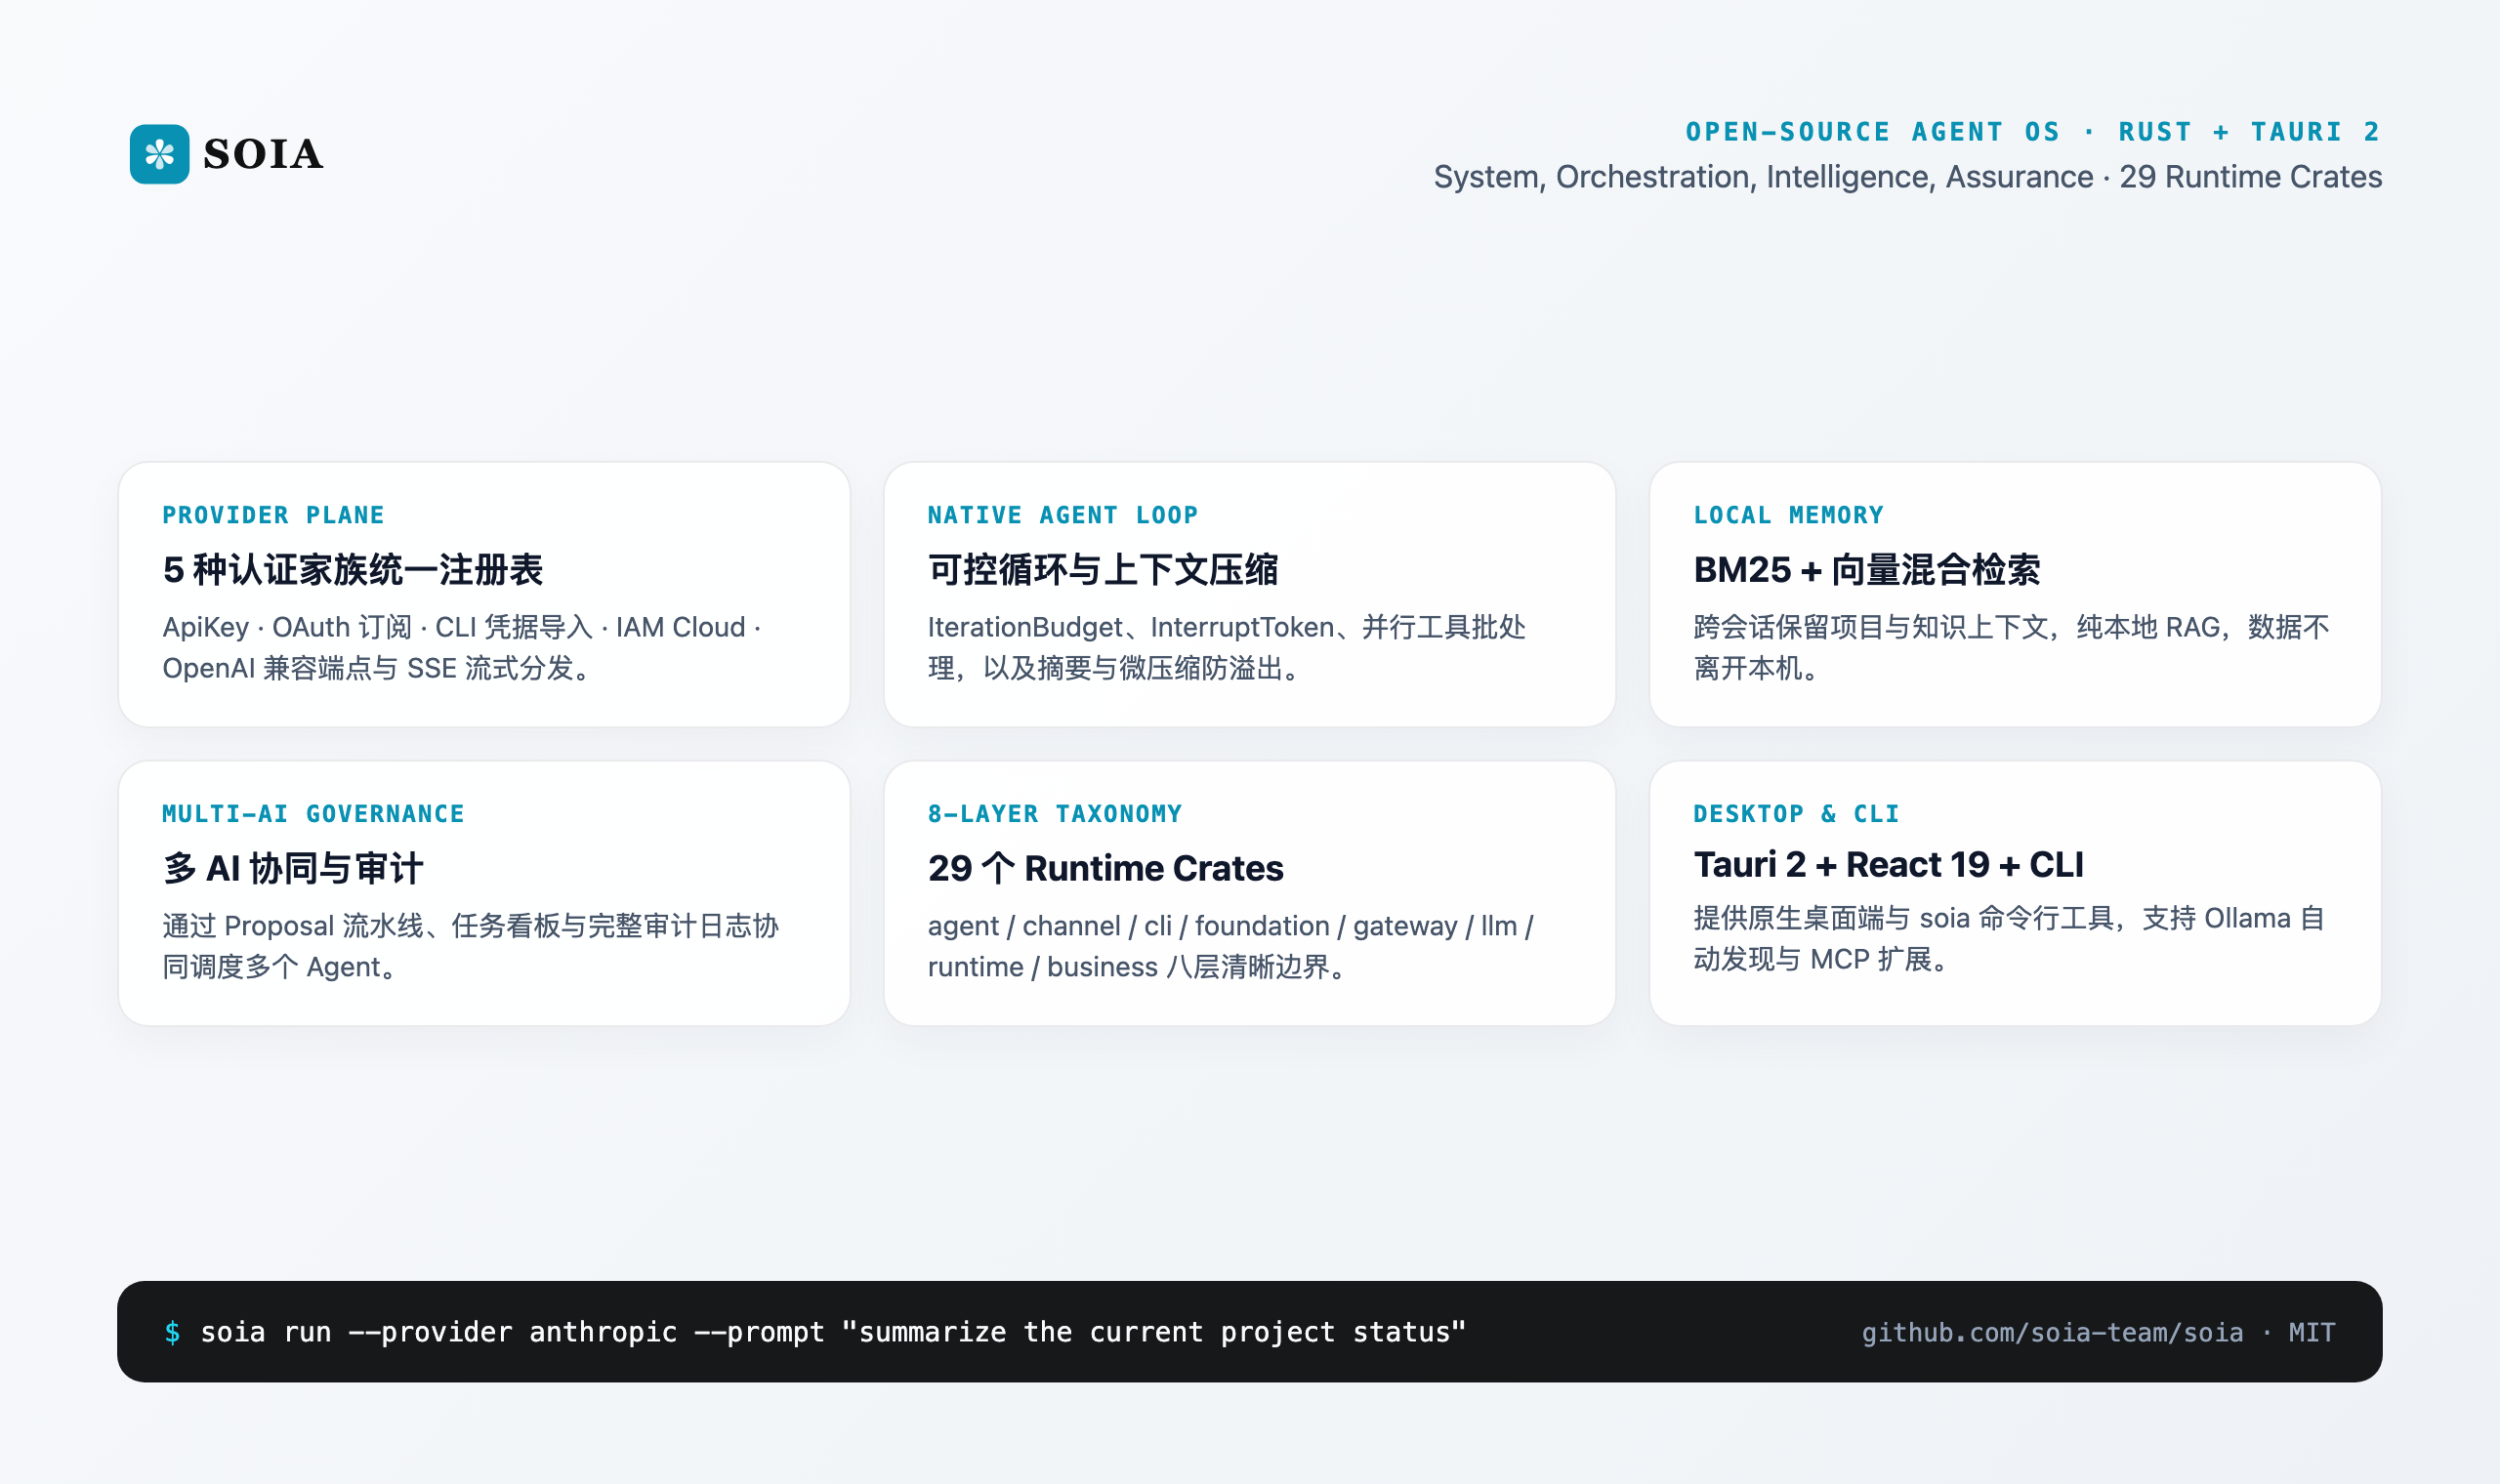 SOIA
OPEN-SOURCE AGENT OS · RUST + TAURI 2
System, Orchestration, Intelligence, Assurance · 29 Runtime Crates
PROVIDER PLANE
5 种认证家族统一注册表
ApiKey · OAuth 订阅 · CLI 凭据导入 · IAM Cloud ·
OpenAI 兼容端点与 SSE 流式分发。
NATIVE AGENT LOOP
可控循环与上下文压缩
IterationBudget、InterruptToken、并行工具批处
理，以及摘要与微压缩防溢出。
LOCAL MEMORY
BM25 + 向量混合检索
跨会话保留项目与知识上下文，纯本地 RAG，数据不
离开本机。
MULTI-AI GOVERNANCE
多 AI 协同与审计
通过 Proposal 流水线、任务看板与完整审计日志协
同调度多个 Agent。
8-LAYER TAXONOMY
29 个 Runtime Crates
agent / channel / cli / foundation / gateway / llm /
runtime / business 八层清晰边界。
DESKTOP & CLI
Tauri 2 + React 19 + CLI
提供原生桌面端与 soia 命令行工具，支持 Ollama 自
动发现与 MCP 扩展。
$ soia run --provider anthropic --prompt "summarize the current project status"
github.com/soia-team/soia · MIT